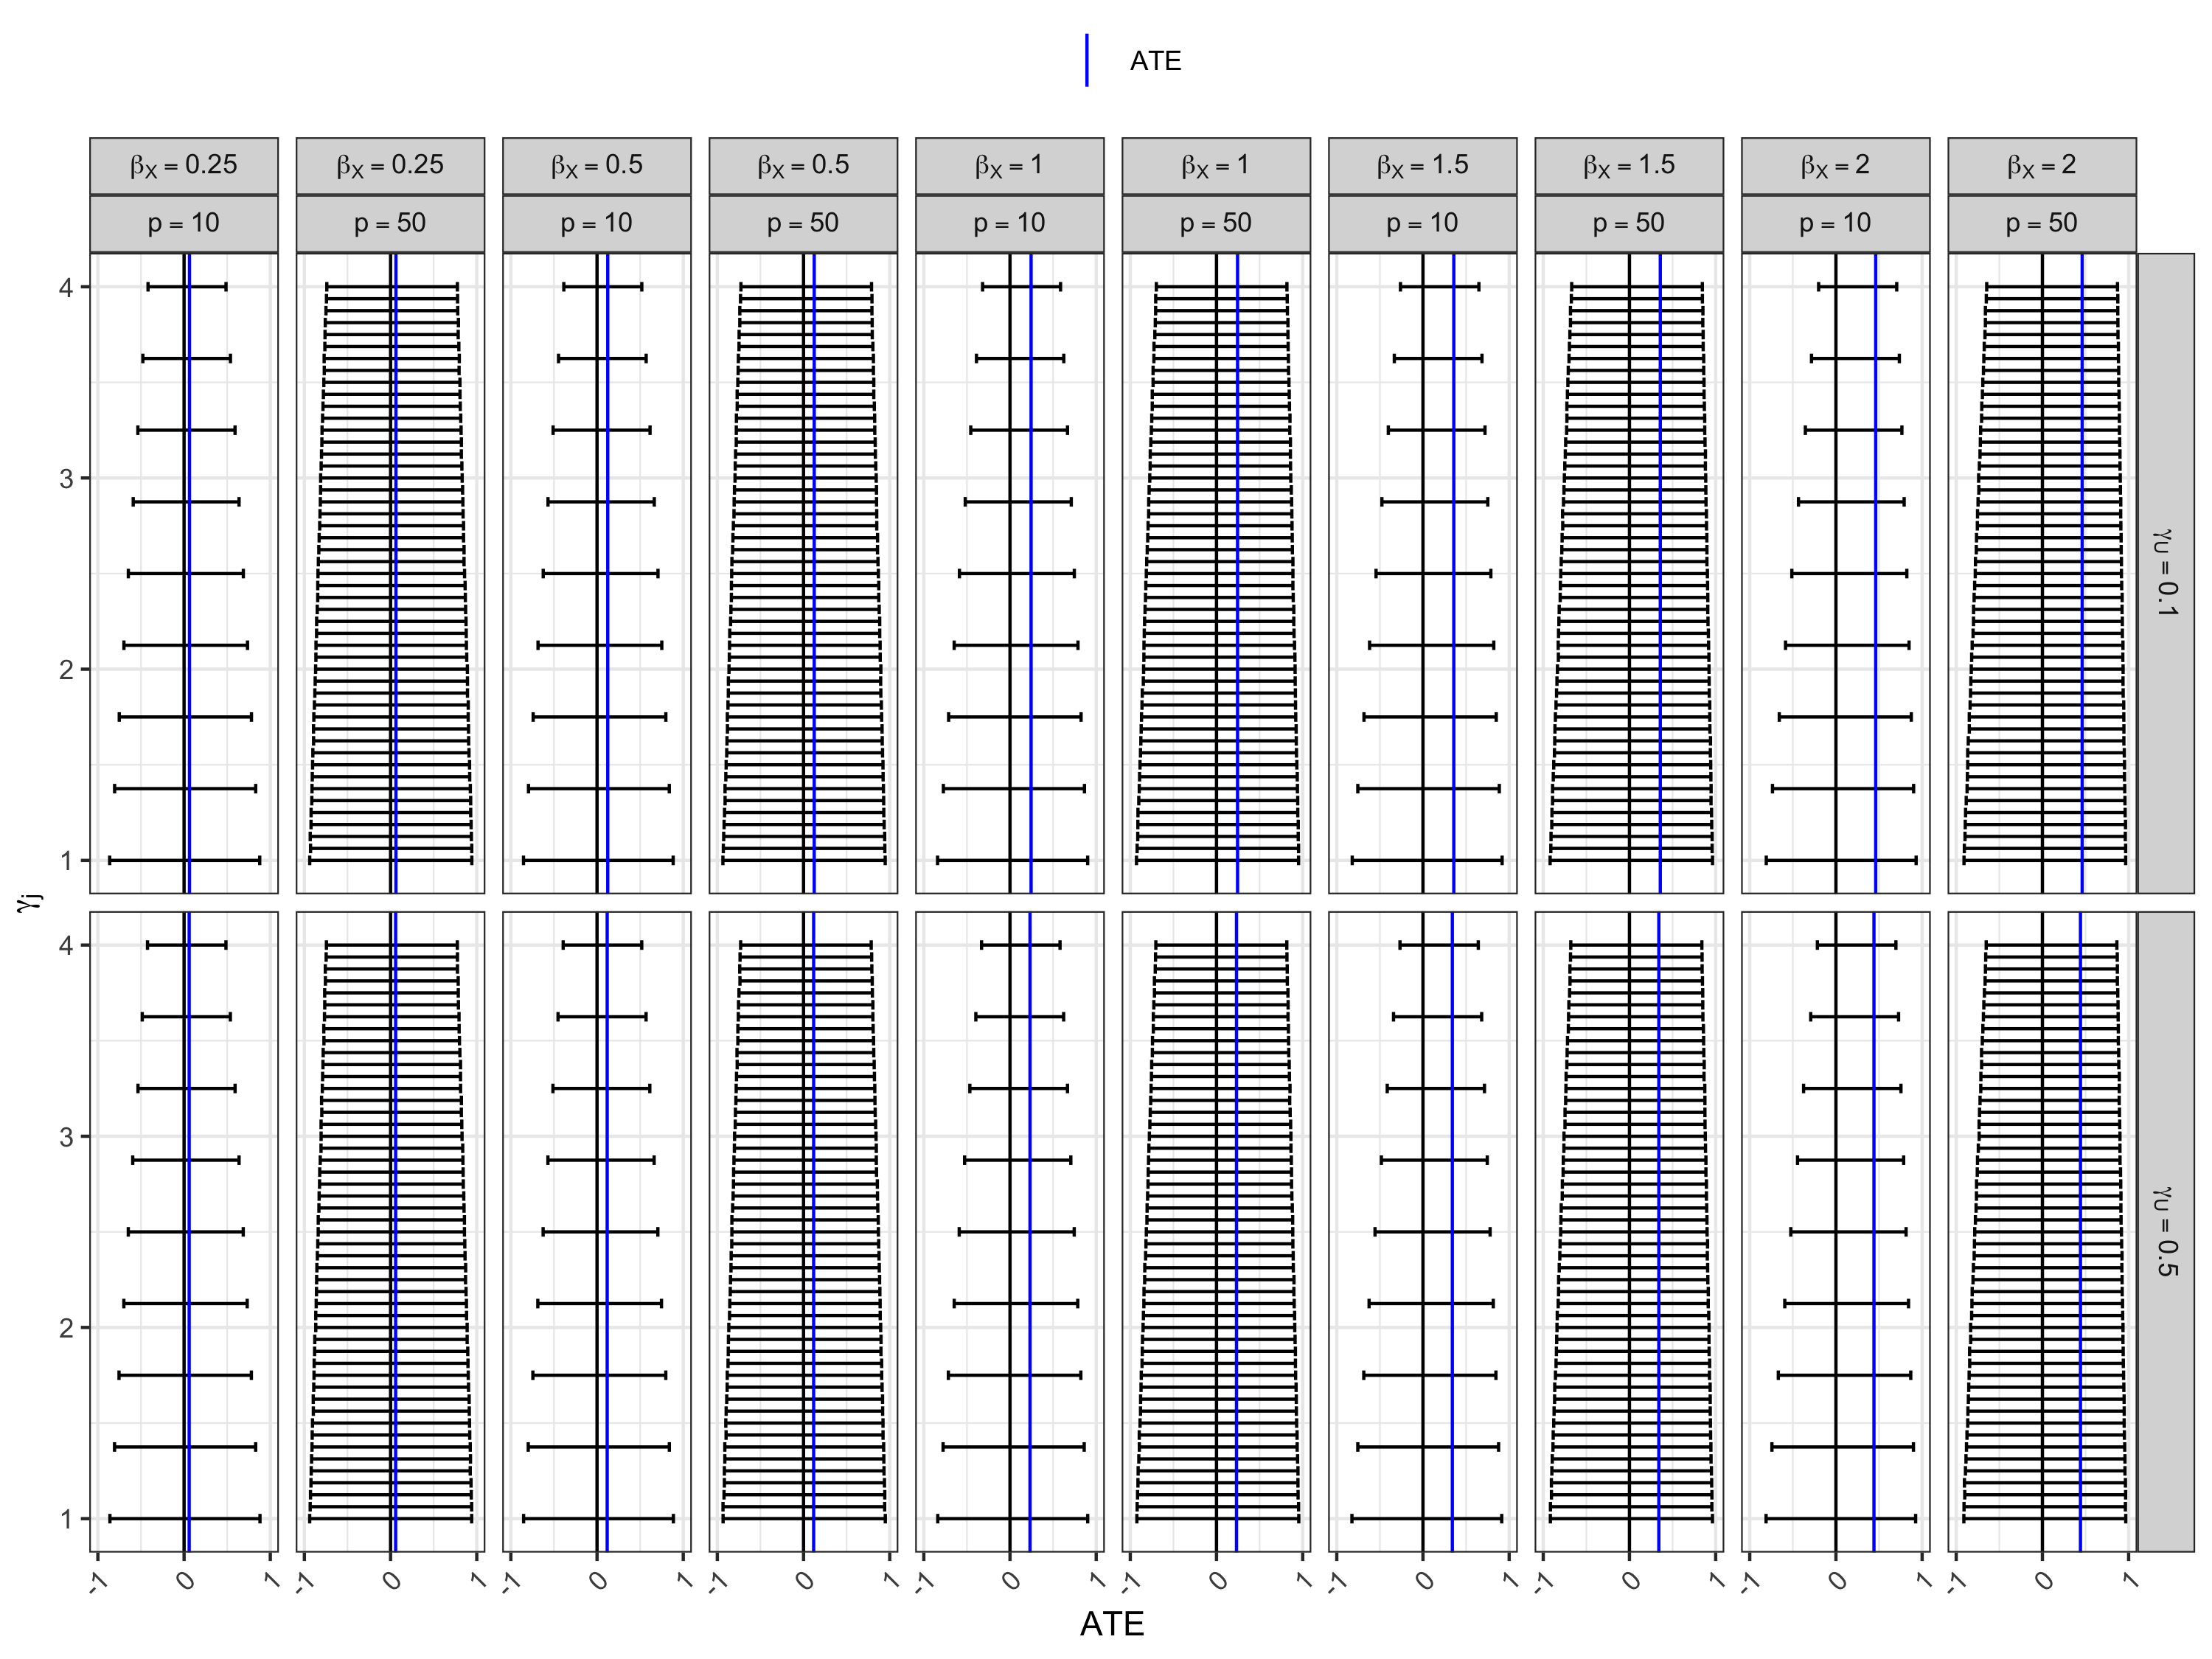 ATE
βX = 0.25 βX = 0.25 βX = 0.5 βX = 0.5 βX = 1 βX = 1 βX = 1.5 βX = 1.5 βX = 2 βX = 2
p = 10 p = 50 p = 10 p = 50 p = 10 p = 50 p = 10 p = 50 p = 10 p = 50
4
3
2
1
γU = 0.1
γj
4
3
2
1
γU = 0.5
-1 0 1 -1 0 1 -1 0 1 -1 0 1 -1 0 1 -1 0 1 -1 0 1 -1 0 1 -1 0 1 -1 0 1
ATE